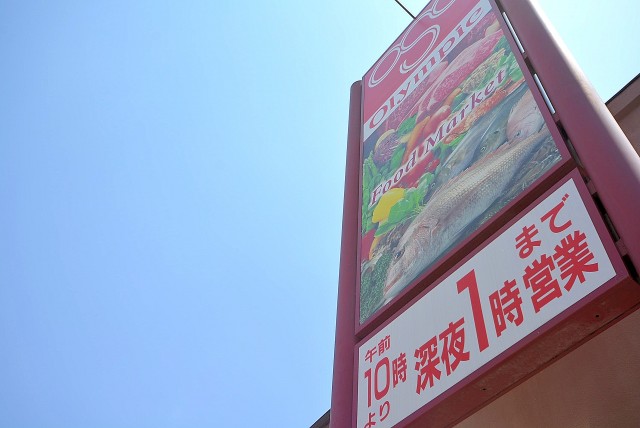 Olympic
Food Market
午前
10時
より
深夜1時営業
まで